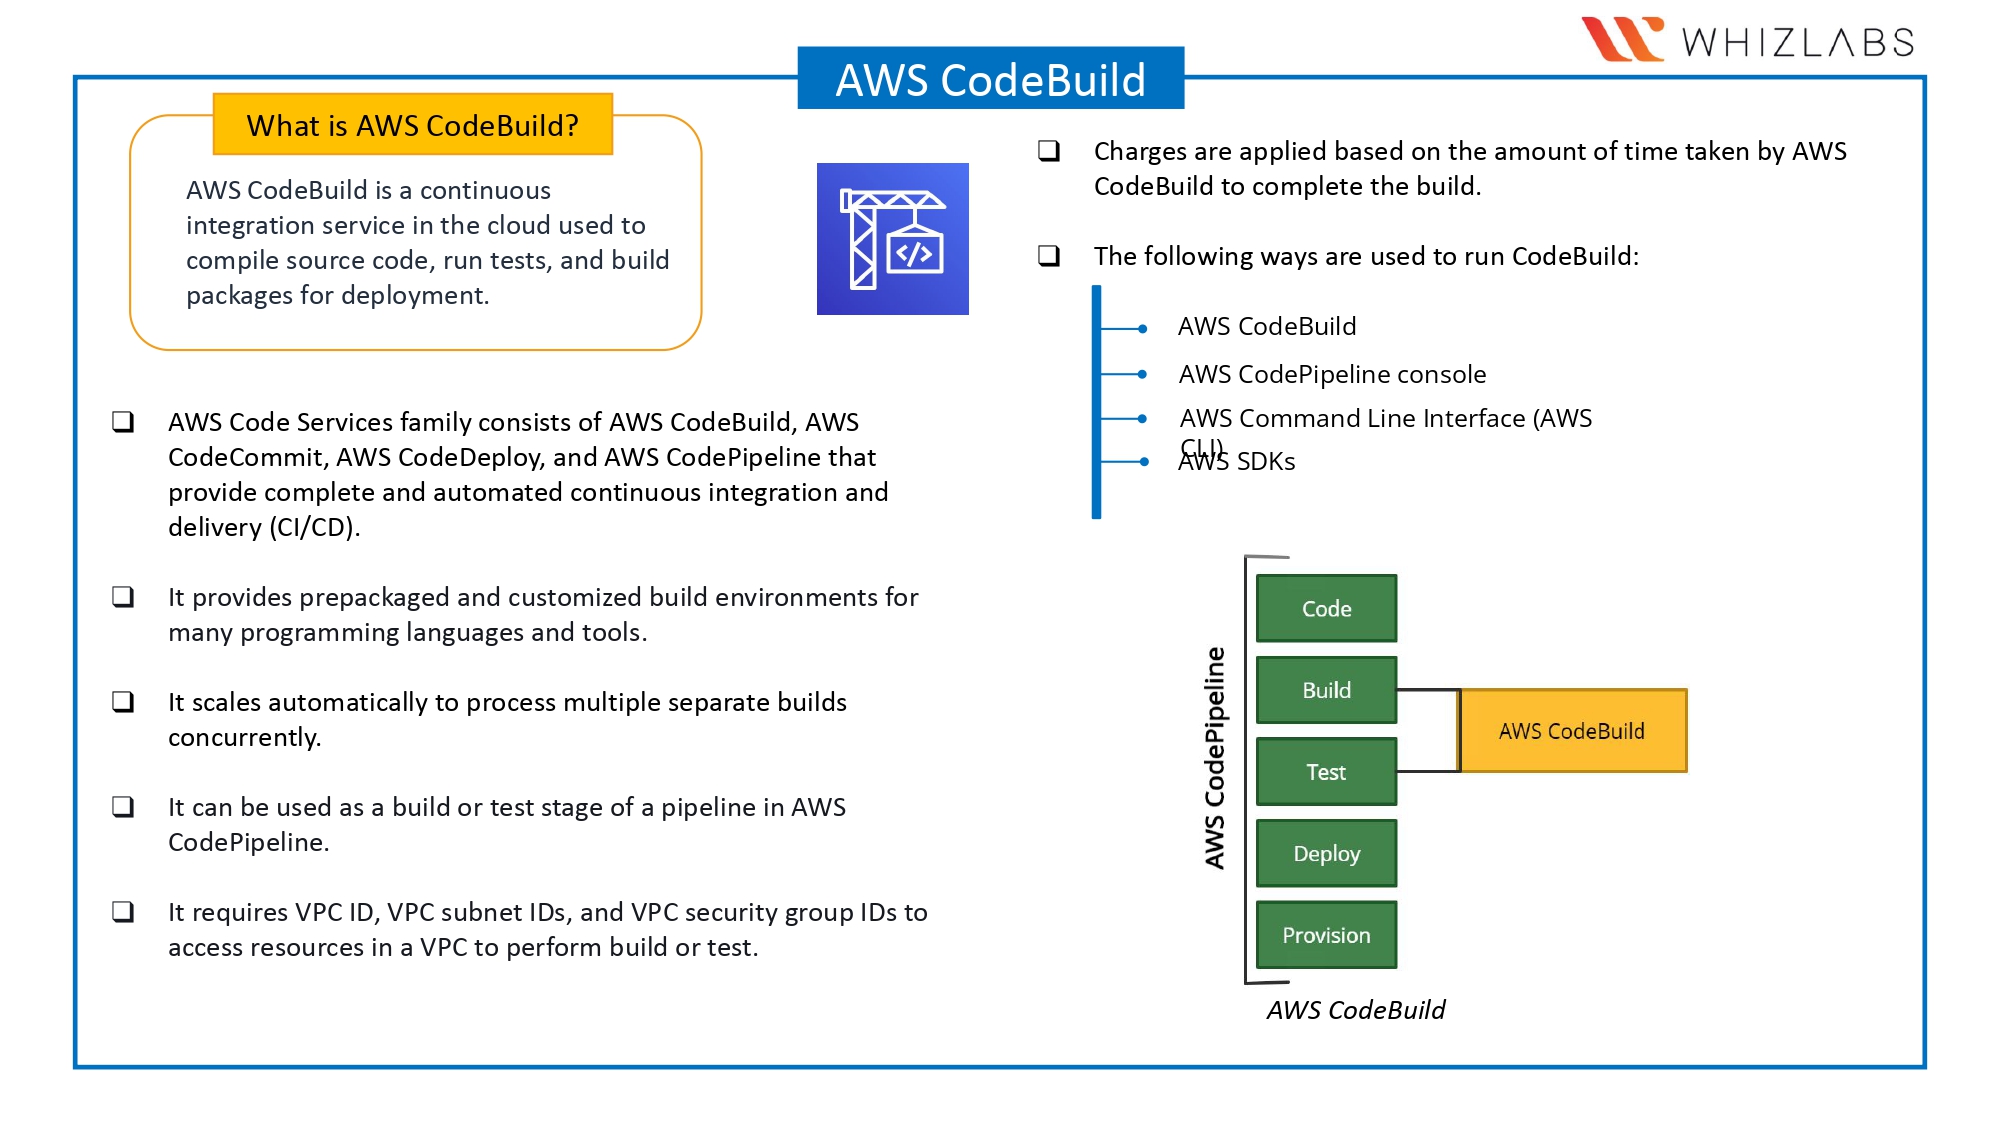 WHIZLABS
AWS CodeBuild
What is AWS CodeBuild?
AWS CodeBuild is a continuous
integration service in the cloud used to
compile source code, run tests, and build
packages for deployment.
</>
❑ AWS Code Services family consists of AWS CodeBuild, AWS
CodeCommit, AWS CodeDeploy, and AWS CodePipeline that
provide complete and automated continuous integration and
delivery (CI/CD).
❑ It provides prepackaged and customized build environments for
many programming languages and tools.
❑ It scales automatically to process multiple separate builds
concurrently.
❑ It can be used as a build or test stage of a pipeline in AWS
CodePipeline.
❑ It requires VPC ID, VPC subnet IDs, and VPC security group IDs to
access resources in a VPC to perform build or test.
❑ Charges are applied based on the amount of time taken by AWS
CodeBuild to complete the build.
❑ The following ways are used to run CodeBuild:
AWS CodeBuild
AWS CodePipeline console
AWS Command Line Interface (AWS
CLI)
AWS SDKs
AWS CodePipeline
Code
Build
Test
Deploy
Provision
AWS CodeBuild
AWS CodeBuild